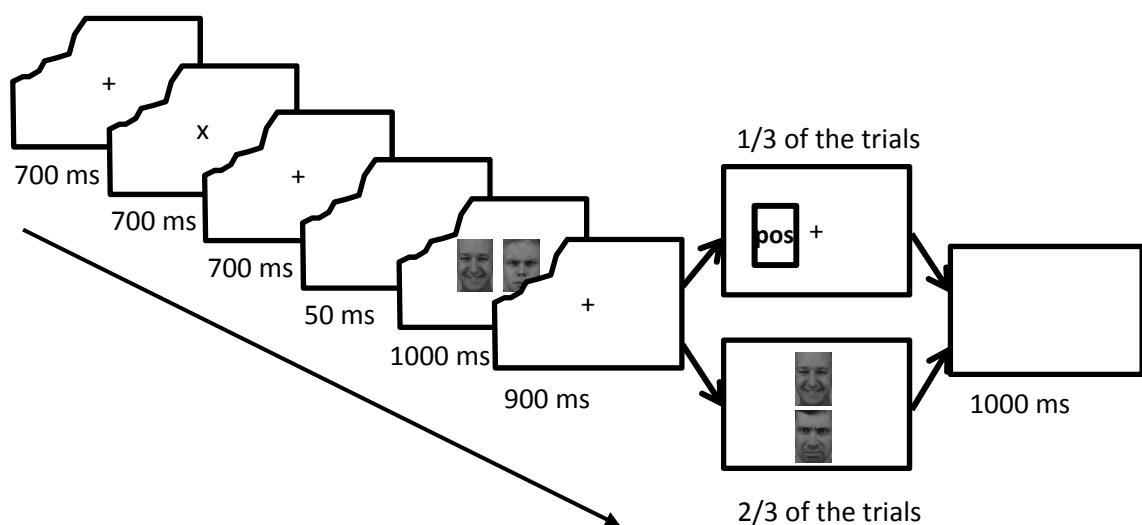 +
700 ms
x
700 ms
+
700 ms
50 ms
1000 ms
+
900 ms
1/3 of the trials
pos +
2/3 of the trials
1000 ms